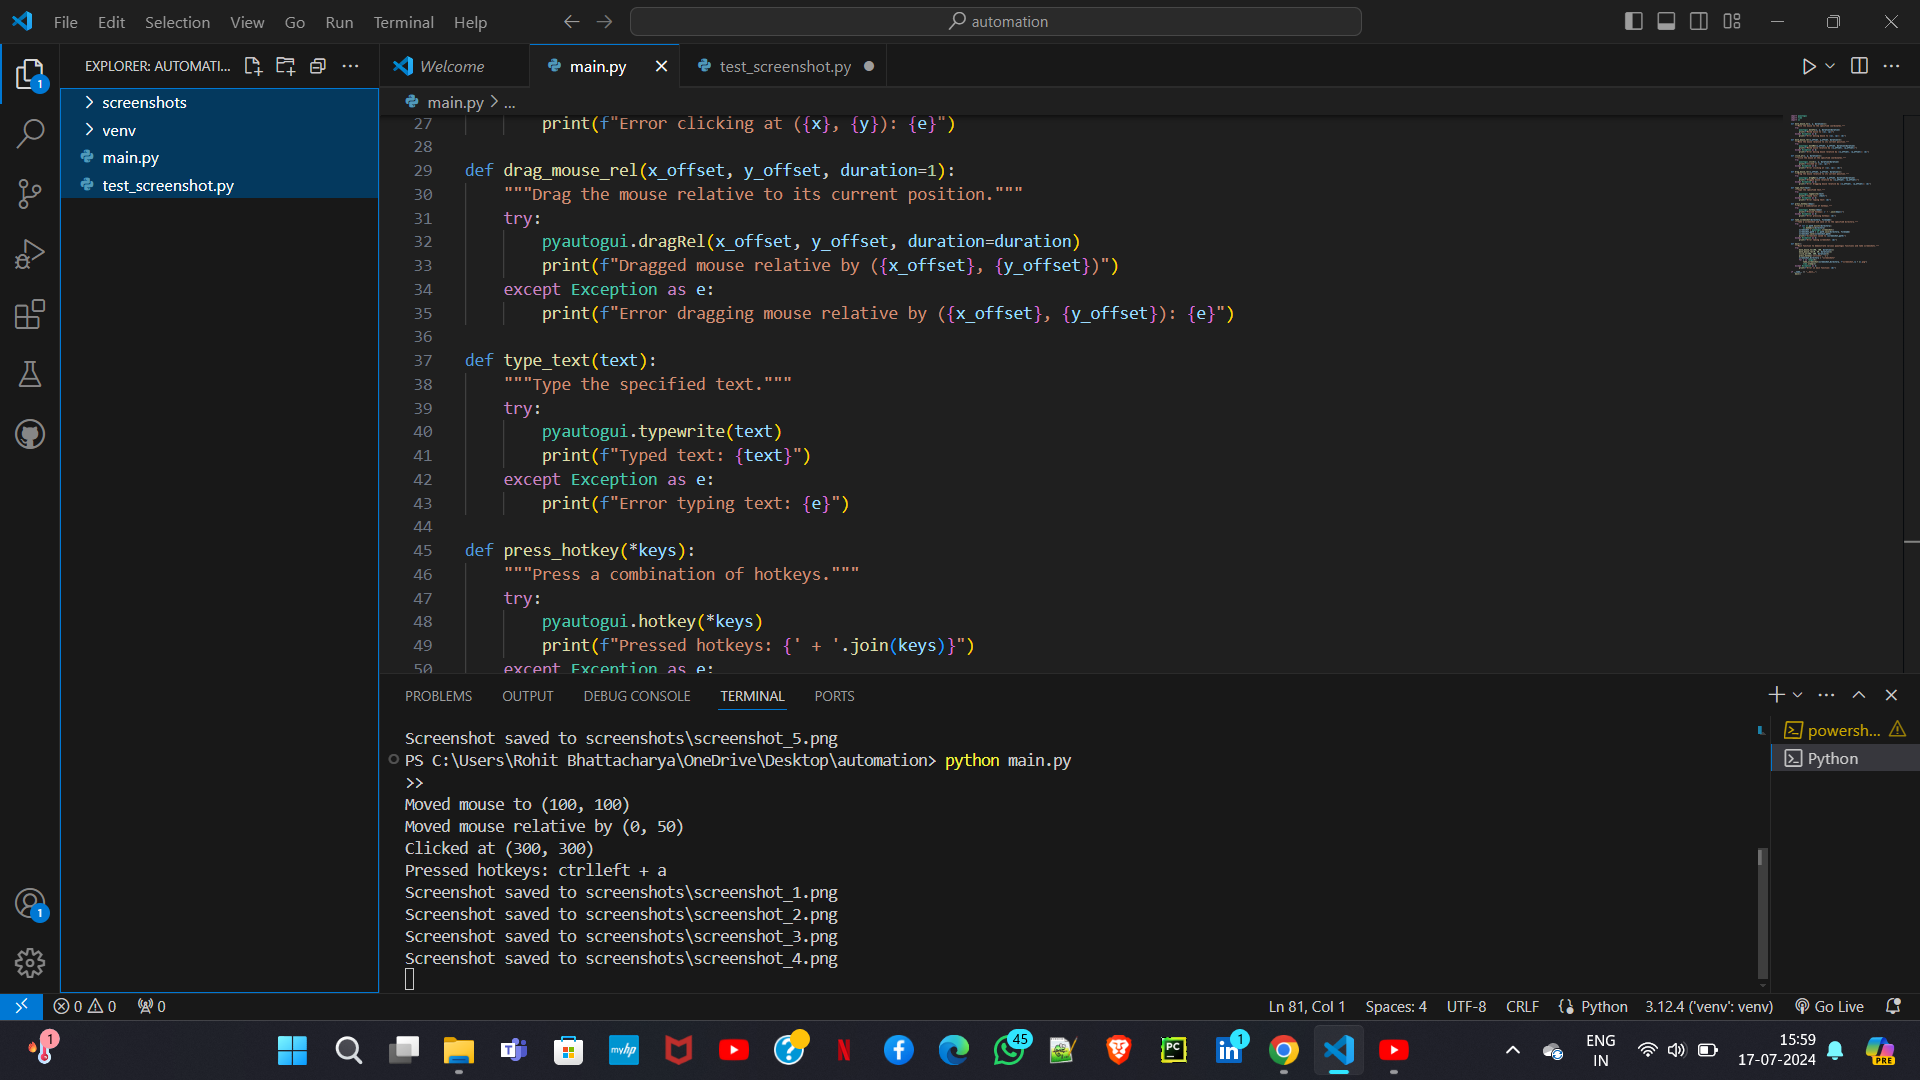 File Edit Selection View Go Run Terminal Help
automation
1
EXPLORER: AUTOMATI...
Welcome
main.py
test_screenshot.py
screenshots
venv
main.py
test_screenshot.py
main.py > ...
27 print(f"Error clicking at ({x}, {y}): {e}")
28
29 def drag_mouse_rel(x_offset, y_offset, duration=1):
30 """Drag the mouse relative to its current position."""
31 try:
32 pyautogui.dragRel(x_offset, y_offset, duration=duration)
33 print(f"Dragged mouse relative by ({x_offset}, {y_offset})")
34 except Exception as e:
35 print(f"Error dragging mouse relative by ({x_offset}, {y_offset}): {e}")
36
37 def type_text(text):
38 """Type the specified text."""
39 try:
40 pyautogui.typewrite(text)
41 print(f"Typed text: {text}")
42 except Exception as e:
43 print(f"Error typing text: {e}")
44
45 def press_hotkey(*keys):
46 """Press a combination of hotkeys."""
47 try:
48 pyautogui.hotkey(*keys)
49 print(f"Pressed hotkeys: {' + '.join(keys)}")
50 except Exception as e:
PROBLEMS OUTPUT DEBUG CONSOLE TERMINAL PORTS
powersh...
Python
Screenshot saved to screenshots\screenshot_5.png
PS C:\Users\Rohit Bhattacharya\OneDrive\Desktop\automation> python main.py
>>
Moved mouse to (100, 100)
Moved mouse relative by (0, 50)
Clicked at (300, 300)
Pressed hotkeys: ctrlleft + a
Screenshot saved to screenshots\screenshot_1.png
Screenshot saved to screenshots\screenshot_2.png
Screenshot saved to screenshots\screenshot_3.png
Screenshot saved to screenshots\screenshot_4.png
1
0 0 0
Ln 81, Col 1 Spaces: 4 UTF-8 CRLF Python 3.12.4 ('venv': venv) Go Live
1
myhp
45
PC
in
1
ENG
IN
15:59
17-07-2024
PRE